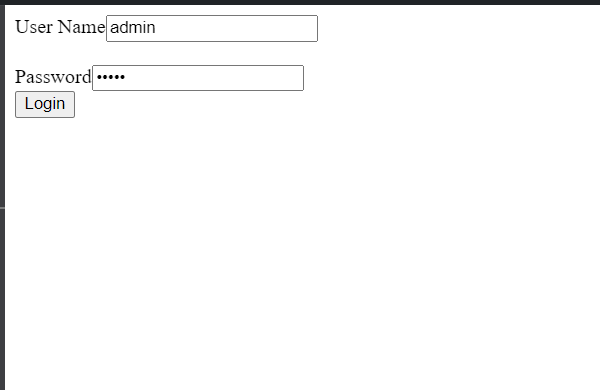 User Name admin
Password •••••
Login